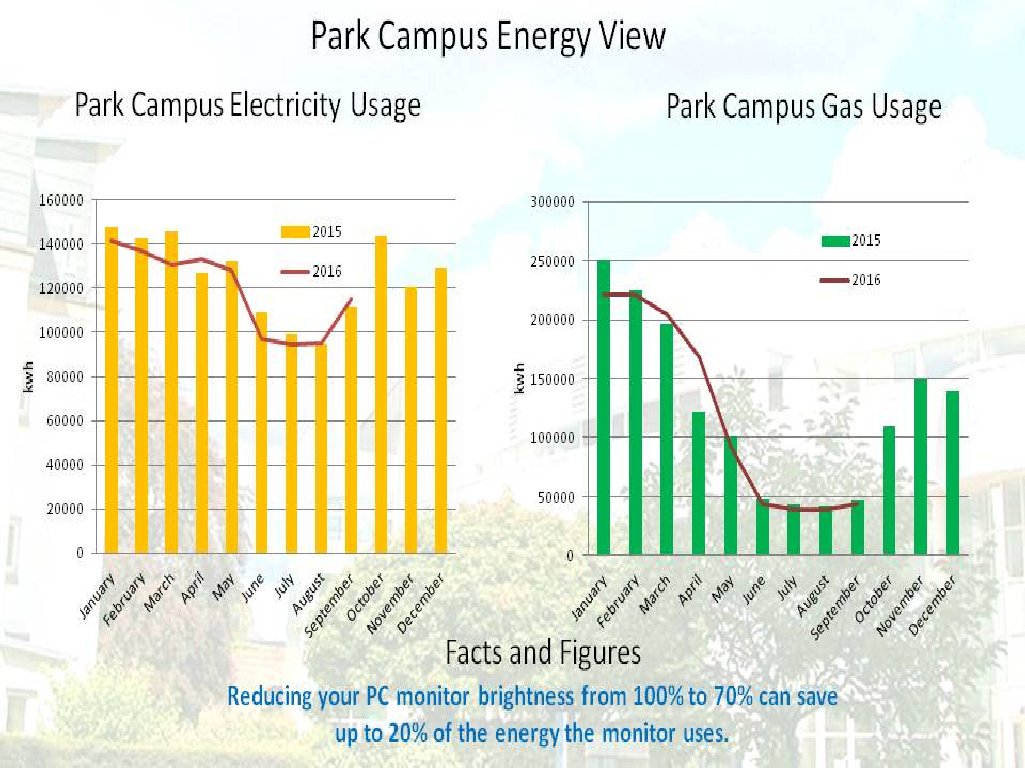 Park Campus Energy View
Park Campus Electricity Usage
160000
140000
120000
100000
80000
60000
40000
20000
0
kwh
2015
2016
January
February
March
April
May
June
July
August
September
October
November
December
Park Campus Gas Usage
300000
250000
200000
150000
100000
50000
0
kwh
2015
2016
January
February
March
April
May
June
July
August
September
October
November
December
Facts and Figures
Reducing your PC monitor brightness from 100% to 70% can save
up to 20% of the energy the monitor uses.